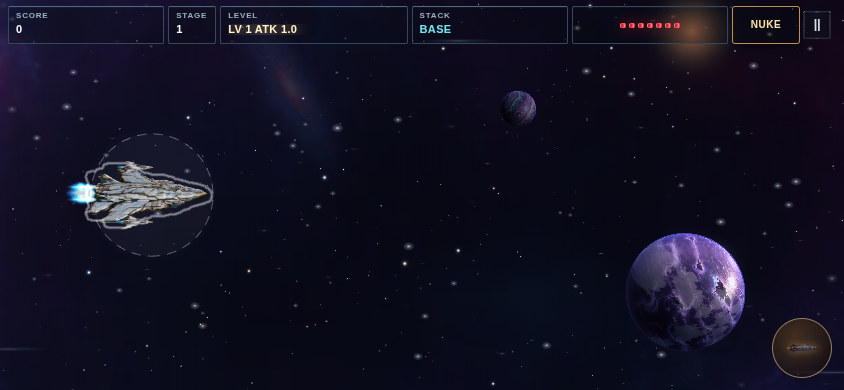 SCORE
0
STAGE
1
LEVEL
LV 1 ATK 1.0
STACK
BASE
NUKE